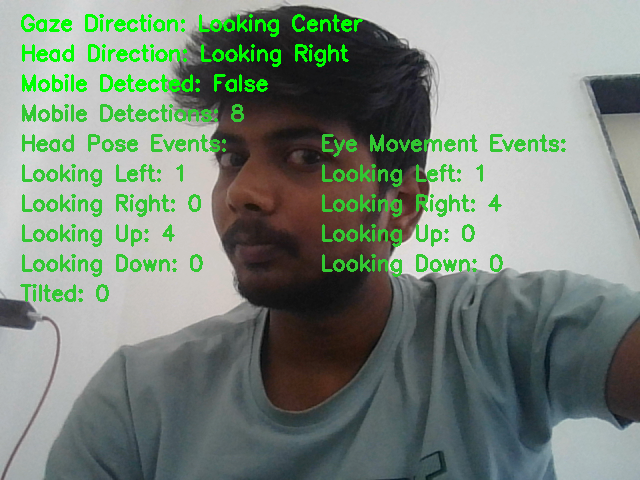 Gaze Direction: Looking Center
Head Direction: Looking Right
Mobile Detected: False
Mobile Detections: 8
Head Pose Events:
Looking Left: 1
Looking Right: 0
Looking Up: 4
Looking Down: 0
Tilted: 0
Eye Movement Events:
Looking Left: 1
Looking Right: 4
Looking Up: 0
Looking Down: 0